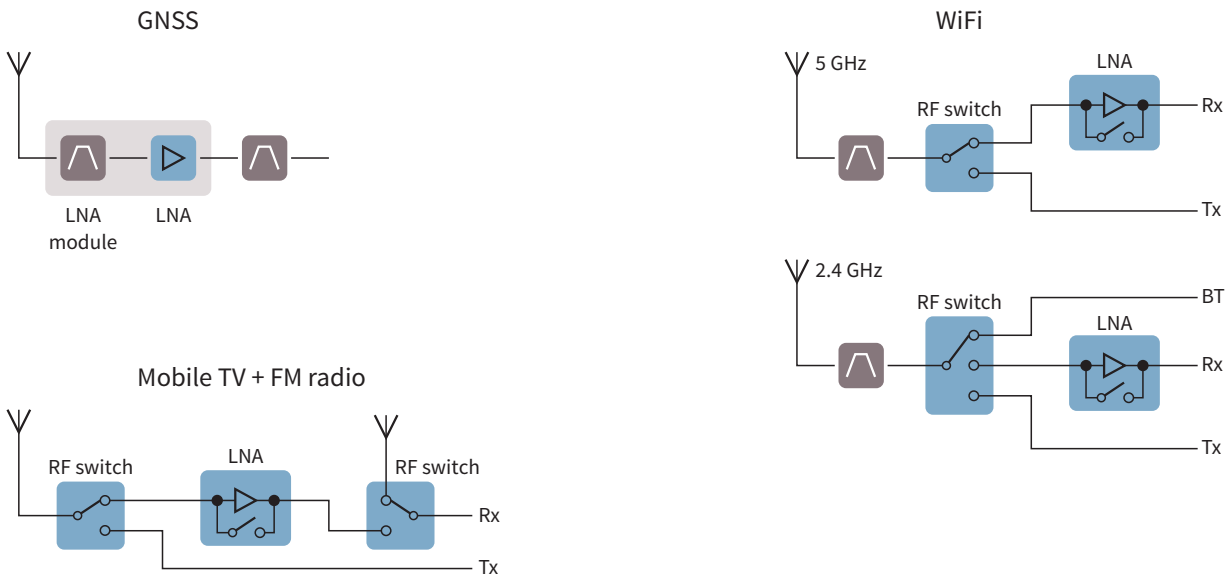 GNSS
LNA
module
LNA
WiFi
5 GHz
RF switch
LNA
Rx
Tx
2.4 GHz
RF switch
BT
LNA
Rx
Tx
Mobile TV + FM radio
RF switch
LNA
RF switch
Rx
Tx